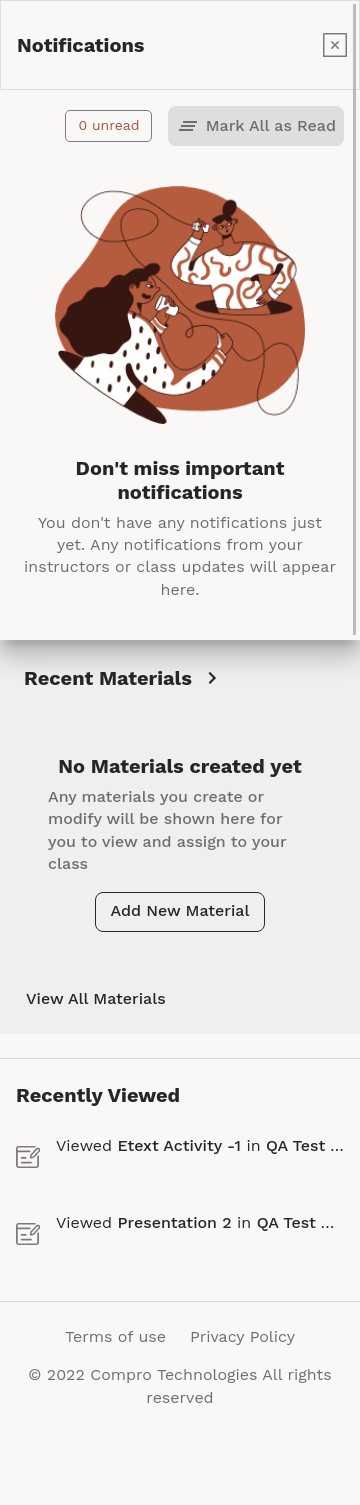 Notifications
0 unread
Mark All as Read
Don't miss important
notifications
You don't have any notifications just
yet. Any notifications from your
instructors or class updates will appear
here.
Recent Materials
No Materials created yet
Any materials you create or
modify will be shown here for
you to view and assign to your
class
Add New Material
View All Materials
Recently Viewed
Viewed Etext Activity -1 in QA Test ...
Viewed Presentation 2 in QA Test ...
Terms of use Privacy Policy
© 2022 Compro Technologies All rights
reserved